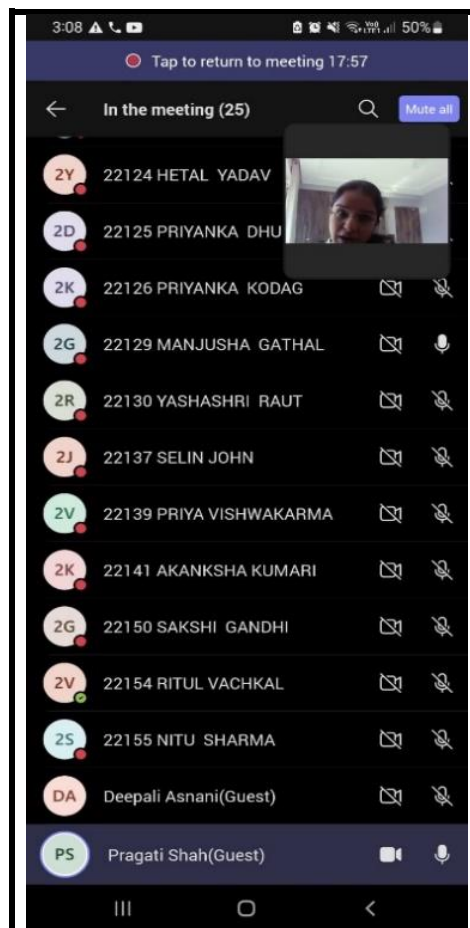 3:08 50%
Tap to return to meeting 17:57
In the meeting (25) Mute all
2Y 22124 HETAL YADAV
2D 22125 PRIYANKA DHU
2K 22126 PRIYANKA KODAG
2G 22129 MANJUSHA GATHAL
2R 22130 YASHASHRI RAUT
2J 22137 SELIN JOHN
2V 22139 PRIYA VISHWAKARMA
2K 22141 AKANKSHA KUMARI
2G 22150 SAKSHI GANDHI
2V 22154 RITUL VACHKAL
2S 22155 NITU SHARMA
DA Deepali Asnani(Guest)
PS Pragati Shah(Guest)